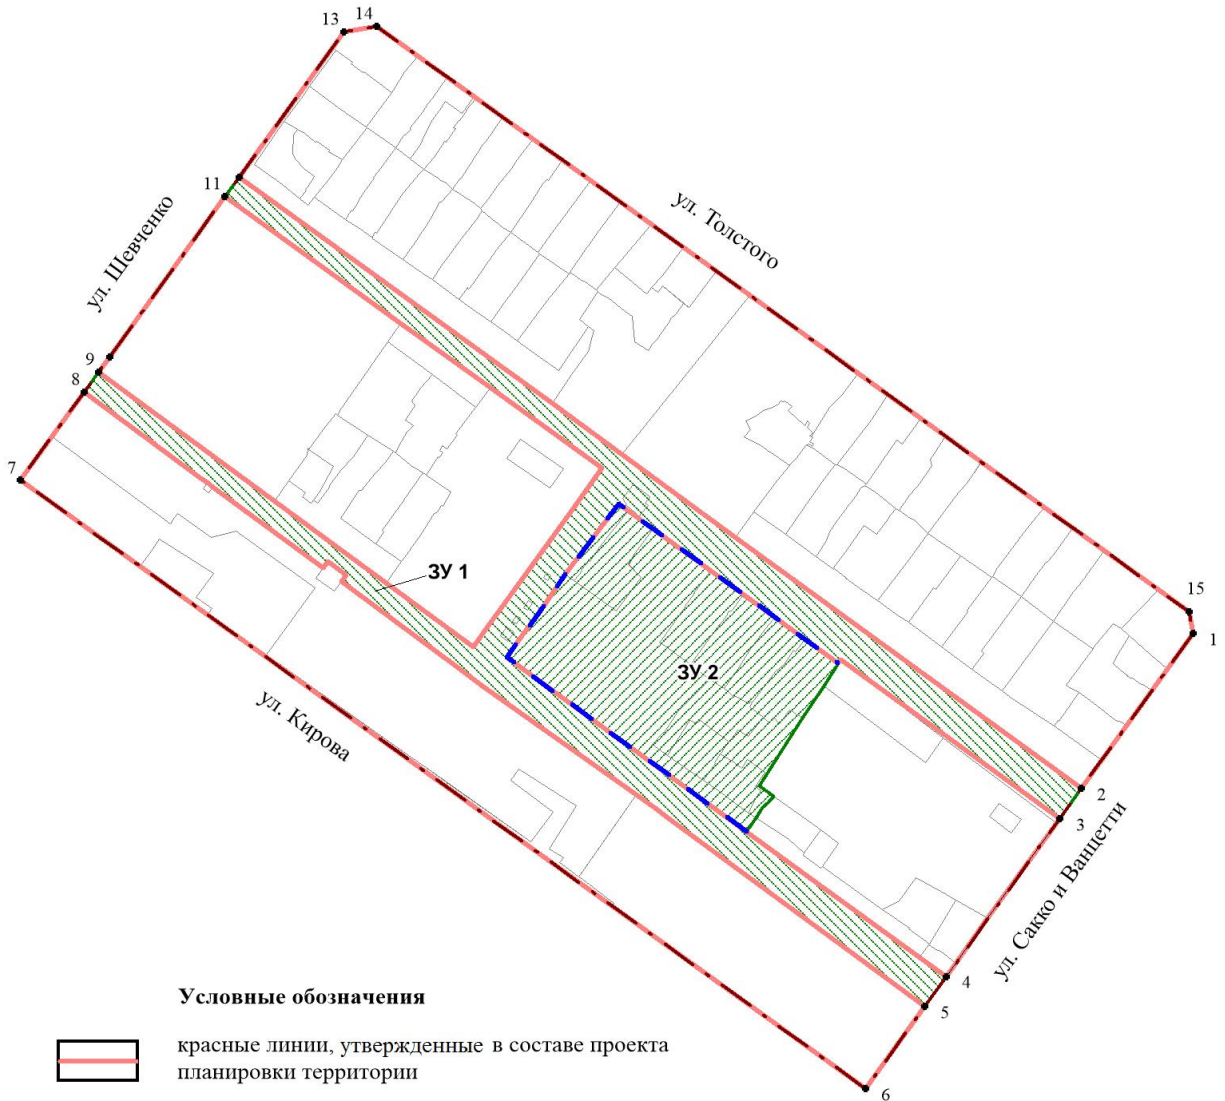 13
14
11
ул. Шевченко
ул. Толстого
9
8
7
ЗУ 1
15
1
ЗУ 2
ул. Кирова
2
3
ул. Сакко и Ванцетти
4
5
6
Условные обозначения
красные линии, утвержденные в составе проекта
планировки территории